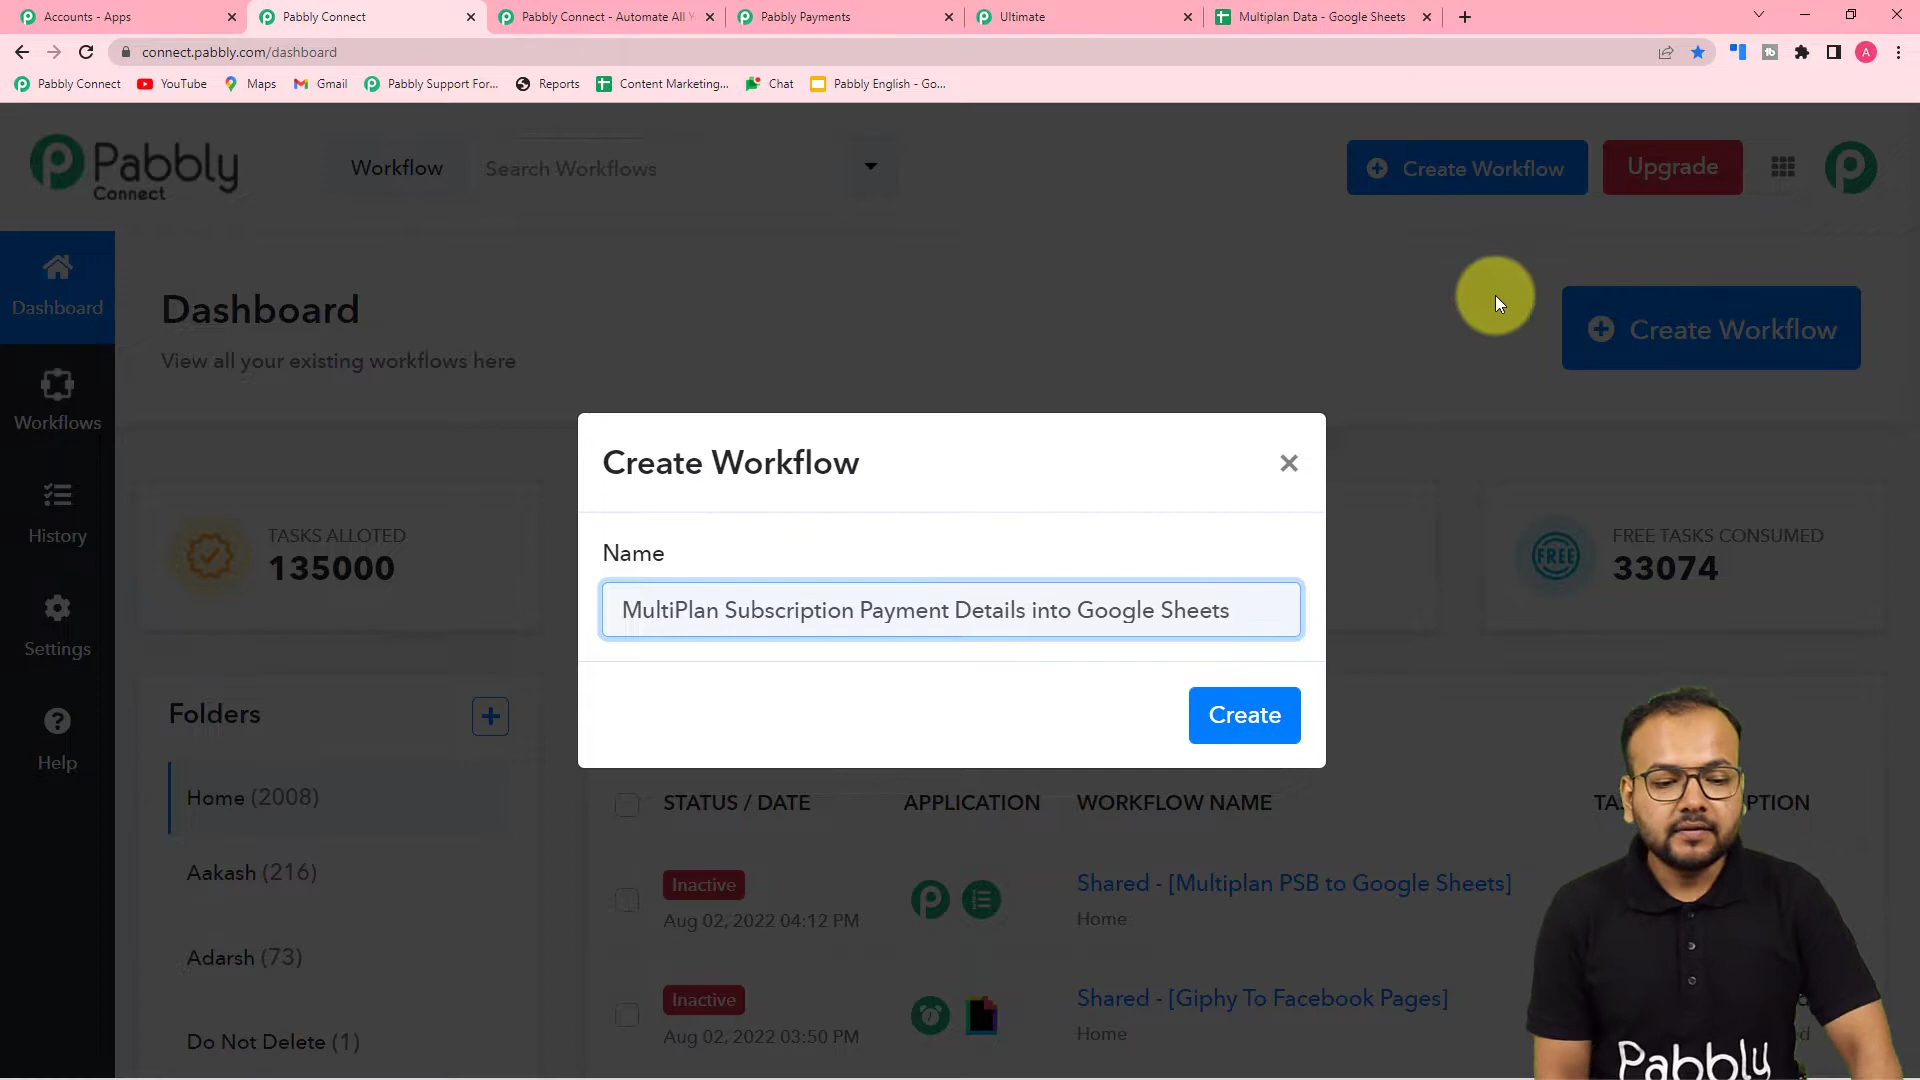 Accounts - Apps
Pabbly Connect
Pabbly Connect - Automate All Y
Pabbly Payments
Ultimate
Multiplan Data - Google Sheets
connect.pabbly.com/dashboard
A
Pabbly Connect
YouTube
Maps
Gmail
Pabbly Support For...
Reports
Content Marketing...
Chat
Pabbly English - Go...
Pabbly
Connect
Workflow
Search Workflows
Create Workflow
Upgrade
Dashboard
Workflows
History
Settings
Help
Dashboard
View all your existing workflows here
Create Workflow
TASKS ALLOTED
135000
FREE
FREE TASKS CONSUMED
33074
Create Workflow
Name
MultiPlan Subscription Payment Details into Google Sheets
Create
Folders
Home (2008)
Aakash (216)
Adarsh (73)
Do Not Delete (1)
STATUS / DATE
APPLICATION
WORKFLOW NAME
Inactive
Aug 02, 2022 04:12 PM
Shared - [Multiplan PSB to Google Sheets]
Home
Inactive
Aug 02, 2022 03:50 PM
Shared - [Giphy To Facebook Pages]
Home
Pabbly